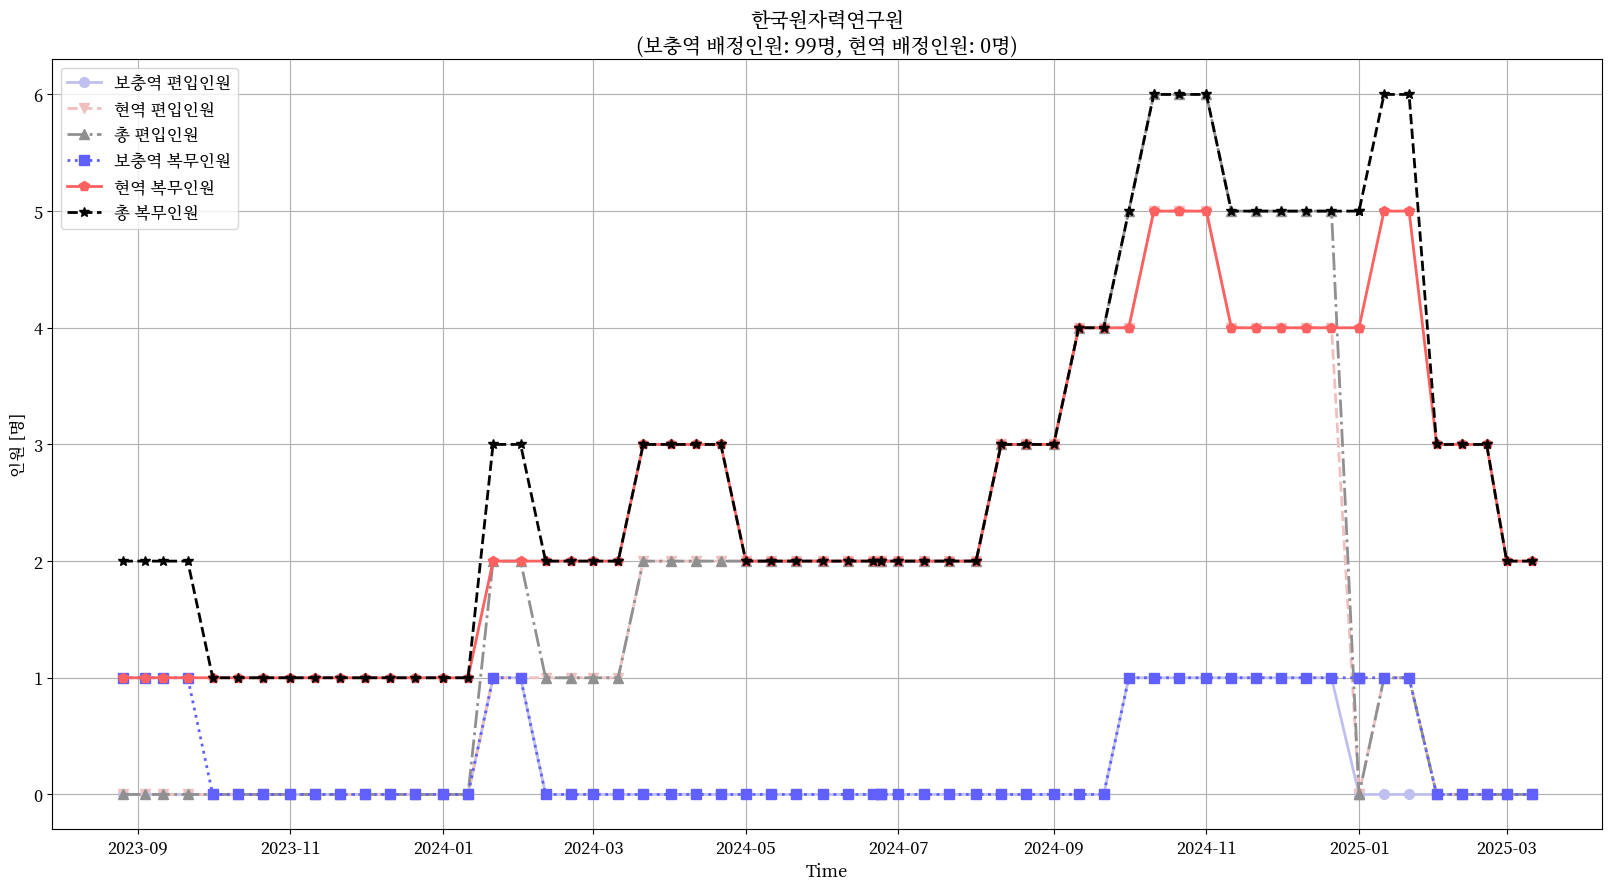 한국원자력연구원
(보충역 배정인원: 99명, 현역 배정인원: 0명)
보충역 편입인원
현역 편입인원
총 편입인원
보충역 복무인원
현역 복무인원
총 복무인원
인원 [명]
6
5
4
3
2
1
0
2023-09
2023-11
2024-01
2024-03
2024-05
2024-07
2024-09
2024-11
2025-01
2025-03
Time